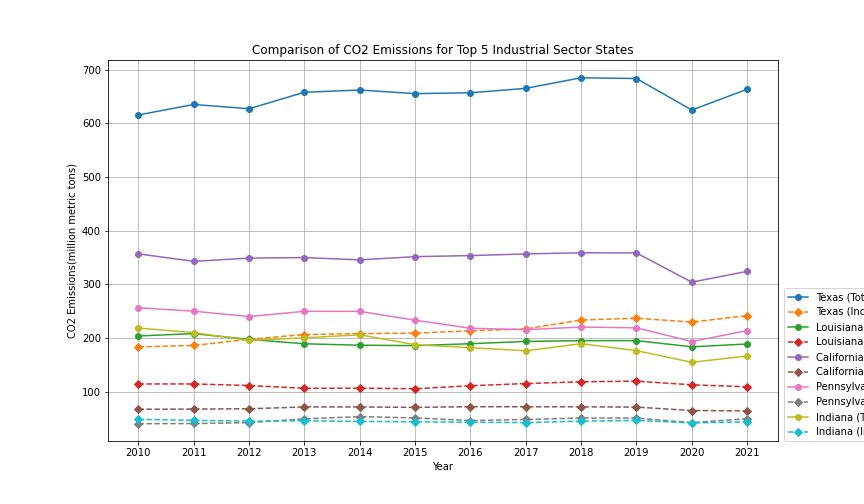 Comparison of CO2 Emissions for Top 5 Industrial Sector States
700
600
500
400
300
200
100
CO2 Emissions(million metric tons)
2010 2011 2012 2013 2014 2015 2016 2017 2018 2019 2020 2021
Year
Texas (Tot
Texas (Ind
Louisiana
Louisiana
California
California
Pennsylva
Pennsylva
Indiana (T
Indiana (I